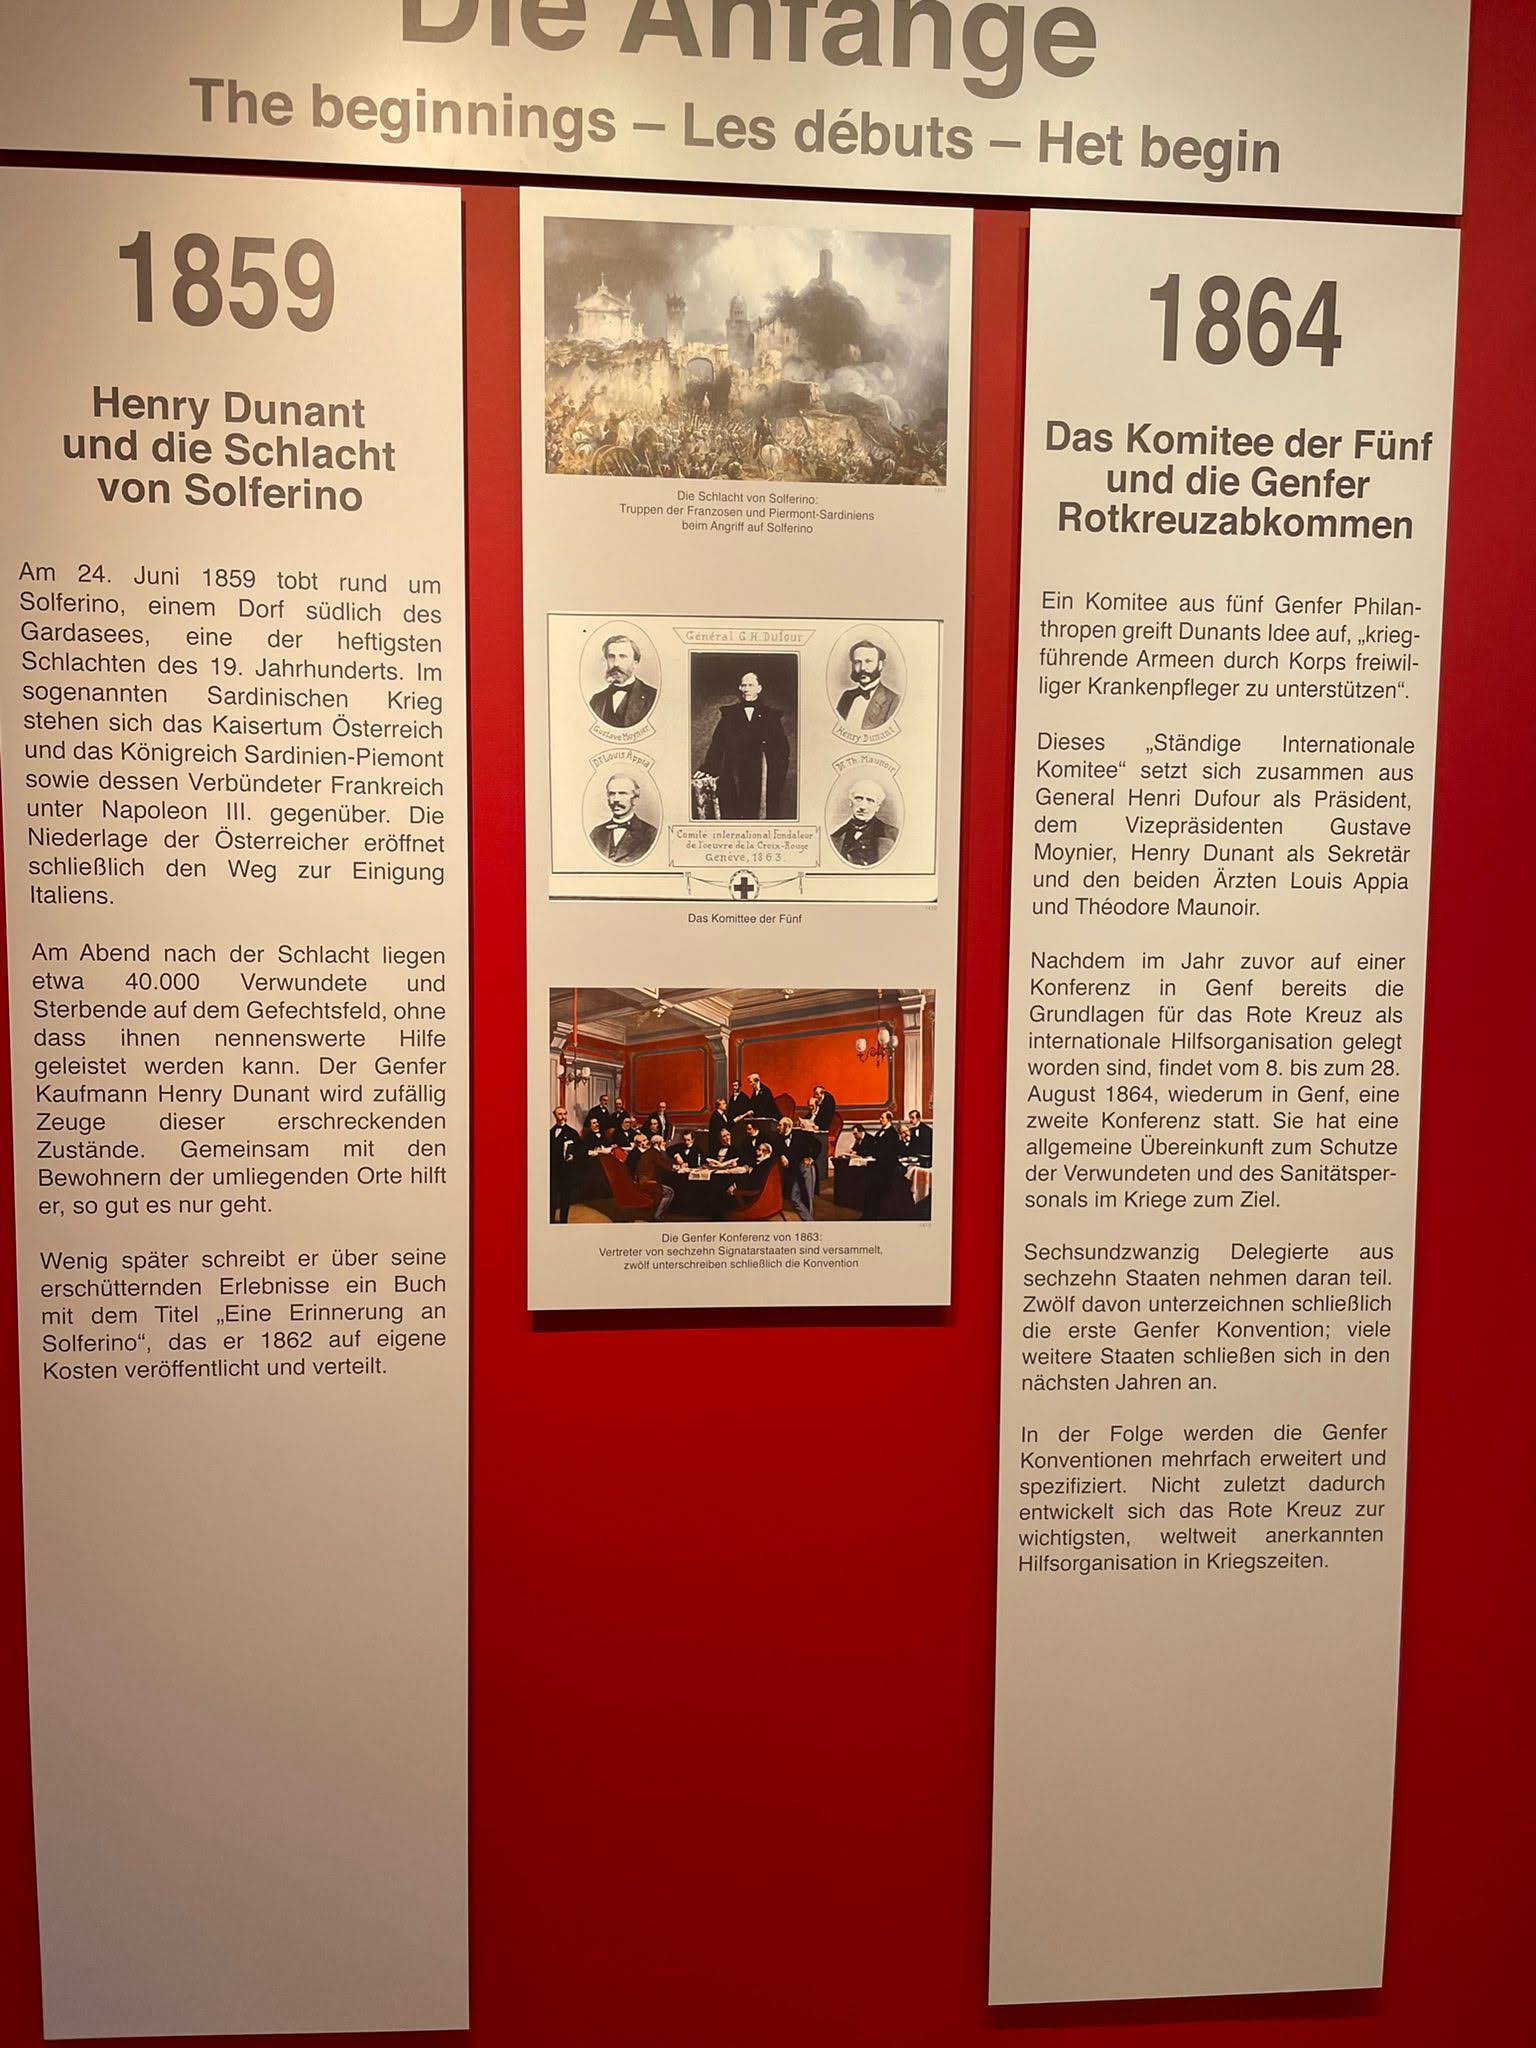 Die Anfänge
The beginnings – Les débuts – Het begin
1859
Henry Dunant
und die Schlacht
von Solferino
Am 24. Juni 1859 tobt rund um
Solferino, einem Dorf südlich des
Gardasees, eine der heftigsten
Schlachten des 19. Jahrhunderts. Im
sogenannten Sardinischen Krieg
stehen sich das Kaisertum Österreich
und das Königreich Sardinien-Piemont
sowie dessen Verbündeter Frankreich
unter Napoleon III. gegenüber. Die
Niederlage der Österreicher eröffnet
schließlich den Weg zur Einigung
Italiens.
Am Abend nach der Schlacht liegen
etwa 40.000 Verwundete und
Sterbende auf dem Gefechtsfeld, ohne
dass ihnen nennenswerte Hilfe
geleistet werden kann. Der Genfer
Kaufmann Henry Dunant wird zufällig
Zeuge dieser erschreckenden
Zustände. Gemeinsam mit den
Bewohnern der umliegenden Orte hilft
er, so gut es nur geht.
Wenig später schreibt er über seine
erschütternden Erlebnisse ein Buch
mit dem Titel „Eine Erinnerung an
Solferino“, das er 1862 auf eigene
Kosten veröffentlicht und verteilt.
Die Schlacht von Solferino:
Truppen der Franzosen und Piermont-Sardiniens
beim Angriff auf Solferino
Général G.H. Dufour
Gustave Moynier
Henry Dunant
Dr Louis Appia
Dr Th. Maunoir
Comité international Fondateur
de l'oeuvre de la Croix-Rouge
Genève, 1863.
Das Komittee der Fünf
Die Genfer Konferenz von 1863:
Vertreter von sechzehn Signatarstaaten sind versammelt,
zwölf unterschreiben schließlich die Konvention
1864
Das Komitee der Fünf
und die Genfer
Rotkreuzabkommen
Ein Komitee aus fünf Genfer Philan-
thropen greift Dunants Idee auf, „krieg-
führende Armeen durch Korps freiwil-
liger Krankenpfleger zu unterstützen“.
Dieses „Ständige Internationale
Komitee“ setzt sich zusammen aus
General Henri Dufour als Präsident,
dem Vizepräsidenten Gustave
Moynier, Henry Dunant als Sekretär
und den beiden Ärzten Louis Appia
und Théodore Maunoir.
Nachdem im Jahr zuvor auf einer
Konferenz in Genf bereits die
Grundlagen für das Rote Kreuz als
internationale Hilfsorganisation gelegt
worden sind, findet vom 8. bis zum 28.
August 1864, wiederum in Genf, eine
zweite Konferenz statt. Sie hat eine
allgemeine Übereinkunft zum Schutze
der Verwundeten und des Sanitätsper-
sonals im Kriege zum Ziel.
Sechsundzwanzig Delegierte aus
sechzehn Staaten nehmen daran teil.
Zwölf davon unterzeichnen schließlich
die erste Genfer Konvention; viele
weitere Staaten schließen sich in den
nächsten Jahren an.
In der Folge werden die Genfer
Konventionen mehrfach erweitert und
spezifiziert. Nicht zuletzt dadurch
entwickelt sich das Rote Kreuz zur
wichtigsten, weltweit anerkannten
Hilfsorganisation in Kriegszeiten.